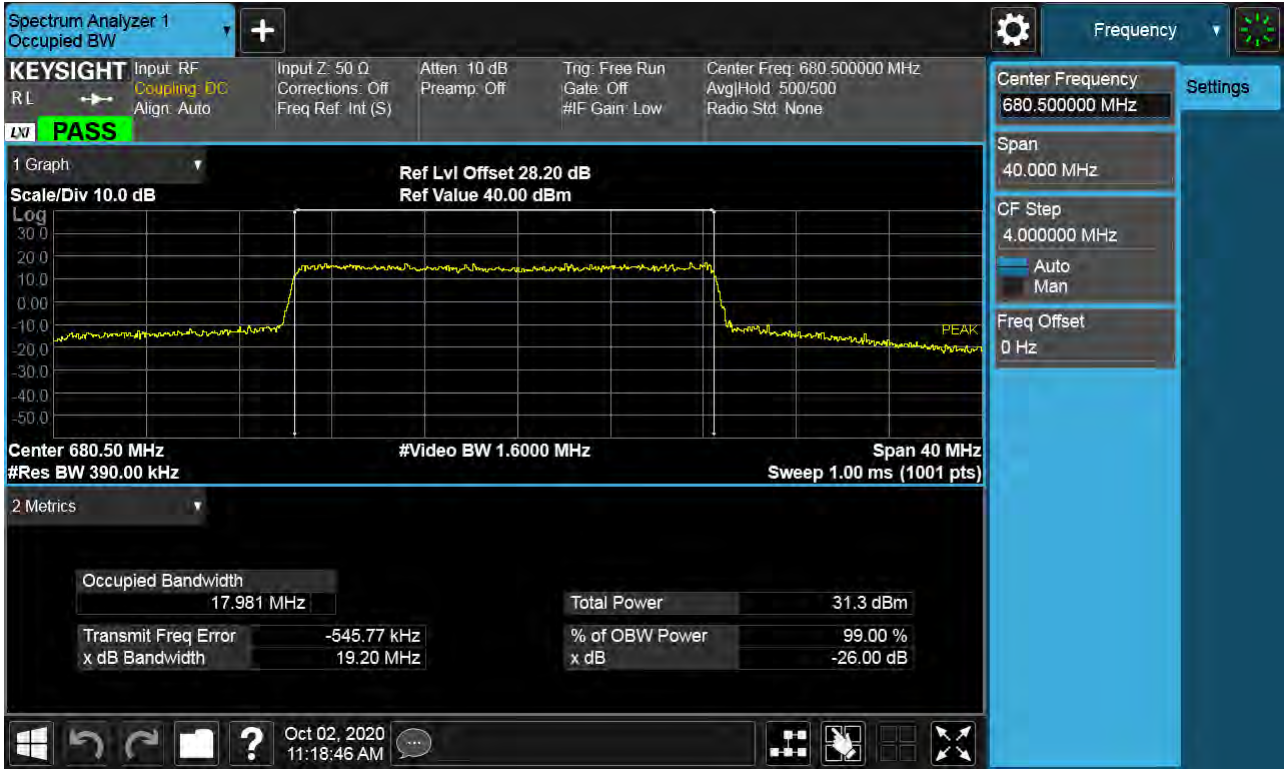 Spectrum Analyzer 1
Occupied BW
+
Frequency
KEYSIGHT
R L
LXI PASS
Input: RF
Coupling: DC
Align: Auto
Input Z: 50 Ω
Corrections: Off
Freq Ref: Int (S)
Atten: 10 dB
Preamp: Off
Trig: Free Run
Gate: Off
#IF Gain: Low
Center Freq: 680.500000 MHz
Avg|Hold: 500/500
Radio Std: None
Center Frequency
680.500000 MHz
Settings
Span
40.000 MHz
CF Step
4.000000 MHz
Auto
Man
Freq Offset
0 Hz
1 Graph
Scale/Div 10.0 dB
Ref Lvl Offset 28.20 dB
Ref Value 40.00 dBm
Log
30.0
20.0
10.0
0.00
-10.0
-20.0
-30.0
-40.0
-50.0
PEAK
Center 680.50 MHz
#Video BW 1.6000 MHz
Span 40 MHz
#Res BW 390.00 kHz
Sweep 1.00 ms (1001 pts)
2 Metrics
Occupied Bandwidth
17.981 MHz
Total Power 31.3 dBm
Transmit Freq Error -545.77 kHz
% of OBW Power 99.00 %
x dB Bandwidth 19.20 MHz
x dB -26.00 dB
?
Oct 02, 2020
11:18:46 AM